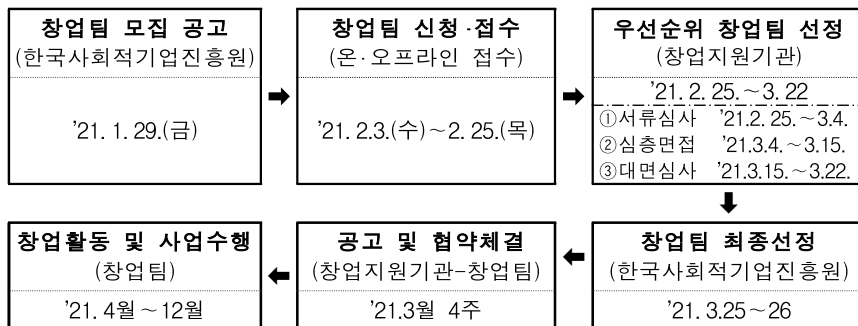 창업팀 모집 공고
(한국사회적기업진흥원)
'21. 1. 29.(금)
창업팀 신청·접수
(온·오프라인 접수)
'21. 2.3.(수)~2. 25.(목)
우선순위 창업팀 선정
(창업지원기관)
'21. 2. 25.~3. 22
①서류심사 '21.2. 25.~3.4.
②심층면접 '21.3.4.~3.15.
③대면심사 '21.3.15.~3.22.
창업팀 최종선정
(한국사회적기업진흥원)
'21. 3.25~26
공고 및 협약체결
(창업지원기관-창업팀)
'21.3월 4주
창업활동 및 사업수행
(창업팀)
'21. 4월~12월